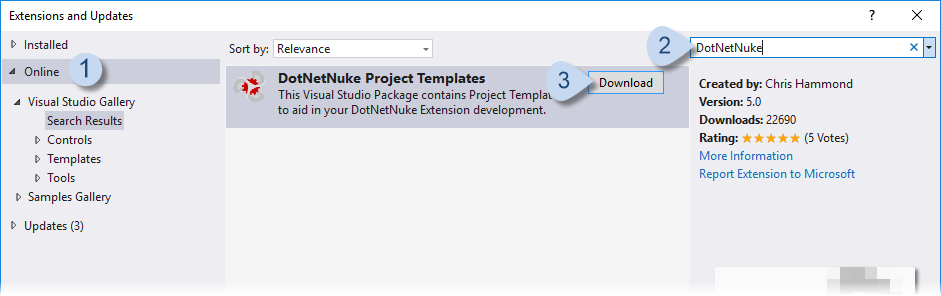 Extensions and Updates
? ×
Installed
Online
1
Visual Studio Gallery
Search Results
Controls
Templates
Tools
Samples Gallery
Updates (3)
Sort by: Relevance
DotNetNuke Project Templates
This Visual Studio Package contains Project Templa
to aid in your DotNetNuke Extension development.
3
Download
2
DotNetNuke
Created by: Chris Hammond
Version: 5.0
Downloads: 22690
Rating: ★★★★★ (5 Votes)
More Information
Report Extension to Microsoft